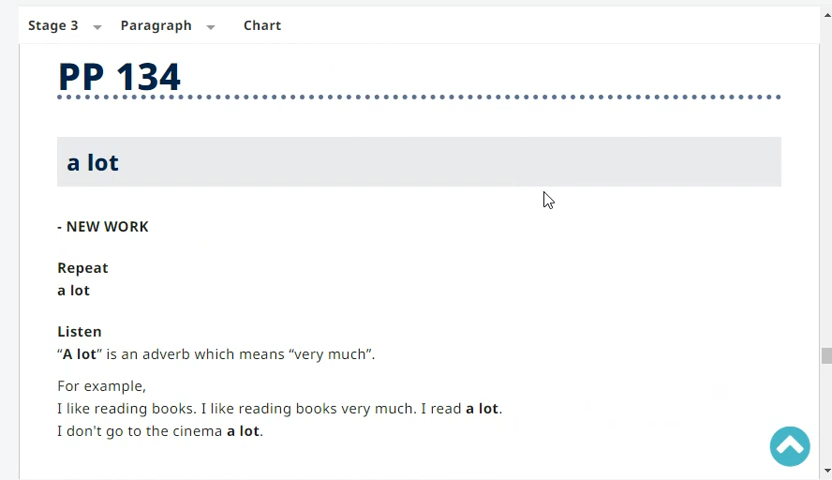 Stage 3 Paragraph Chart
PP 134
a lot
- NEW WORK
Repeat
a lot
Listen
“A lot” is an adverb which means “very much”.
For example,
I like reading books. I like reading books very much. I read a lot.
I don't go to the cinema a lot.